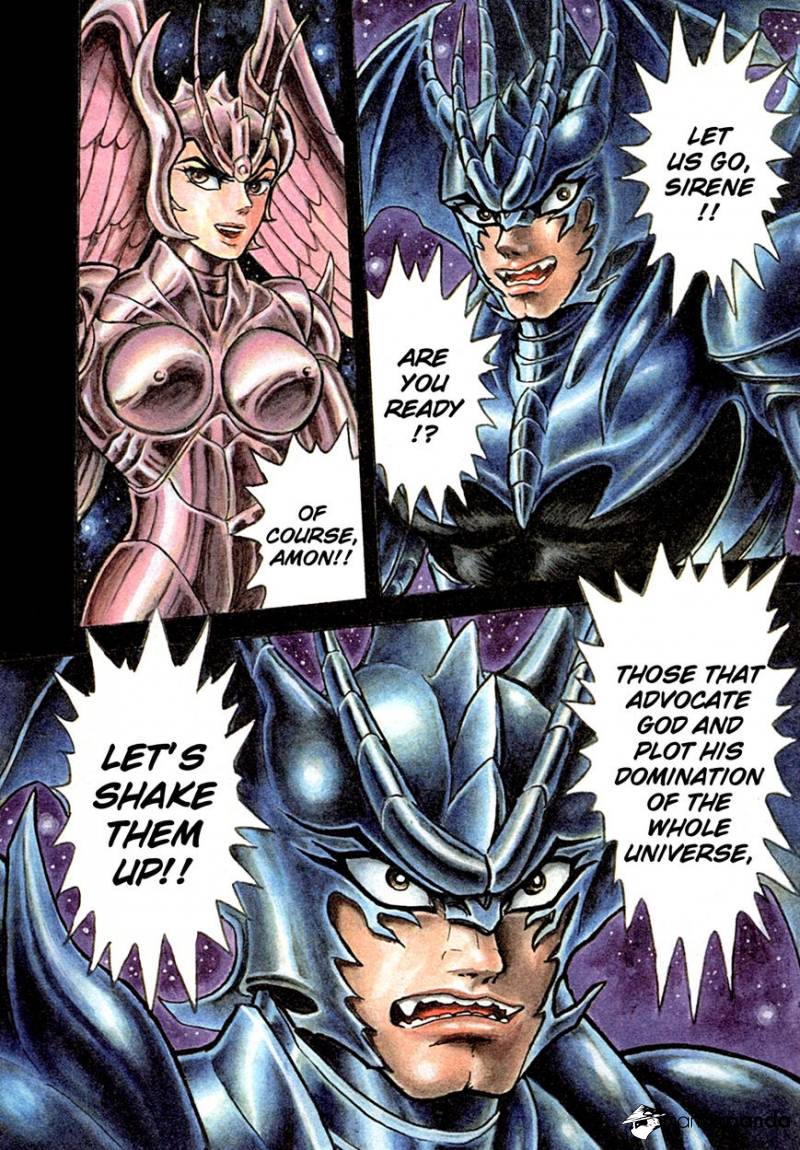 LET
US GO,
SIRENE
!!
ARE
YOU
READY
!?
OF
COURSE,
AMON!!
THOSE THAT
ADVOCATE
GOD AND
PLOT HIS
DOMINATION
OF THE
WHOLE
UNIVERSE,
LET'S
SHAKE
THEM
UP!!